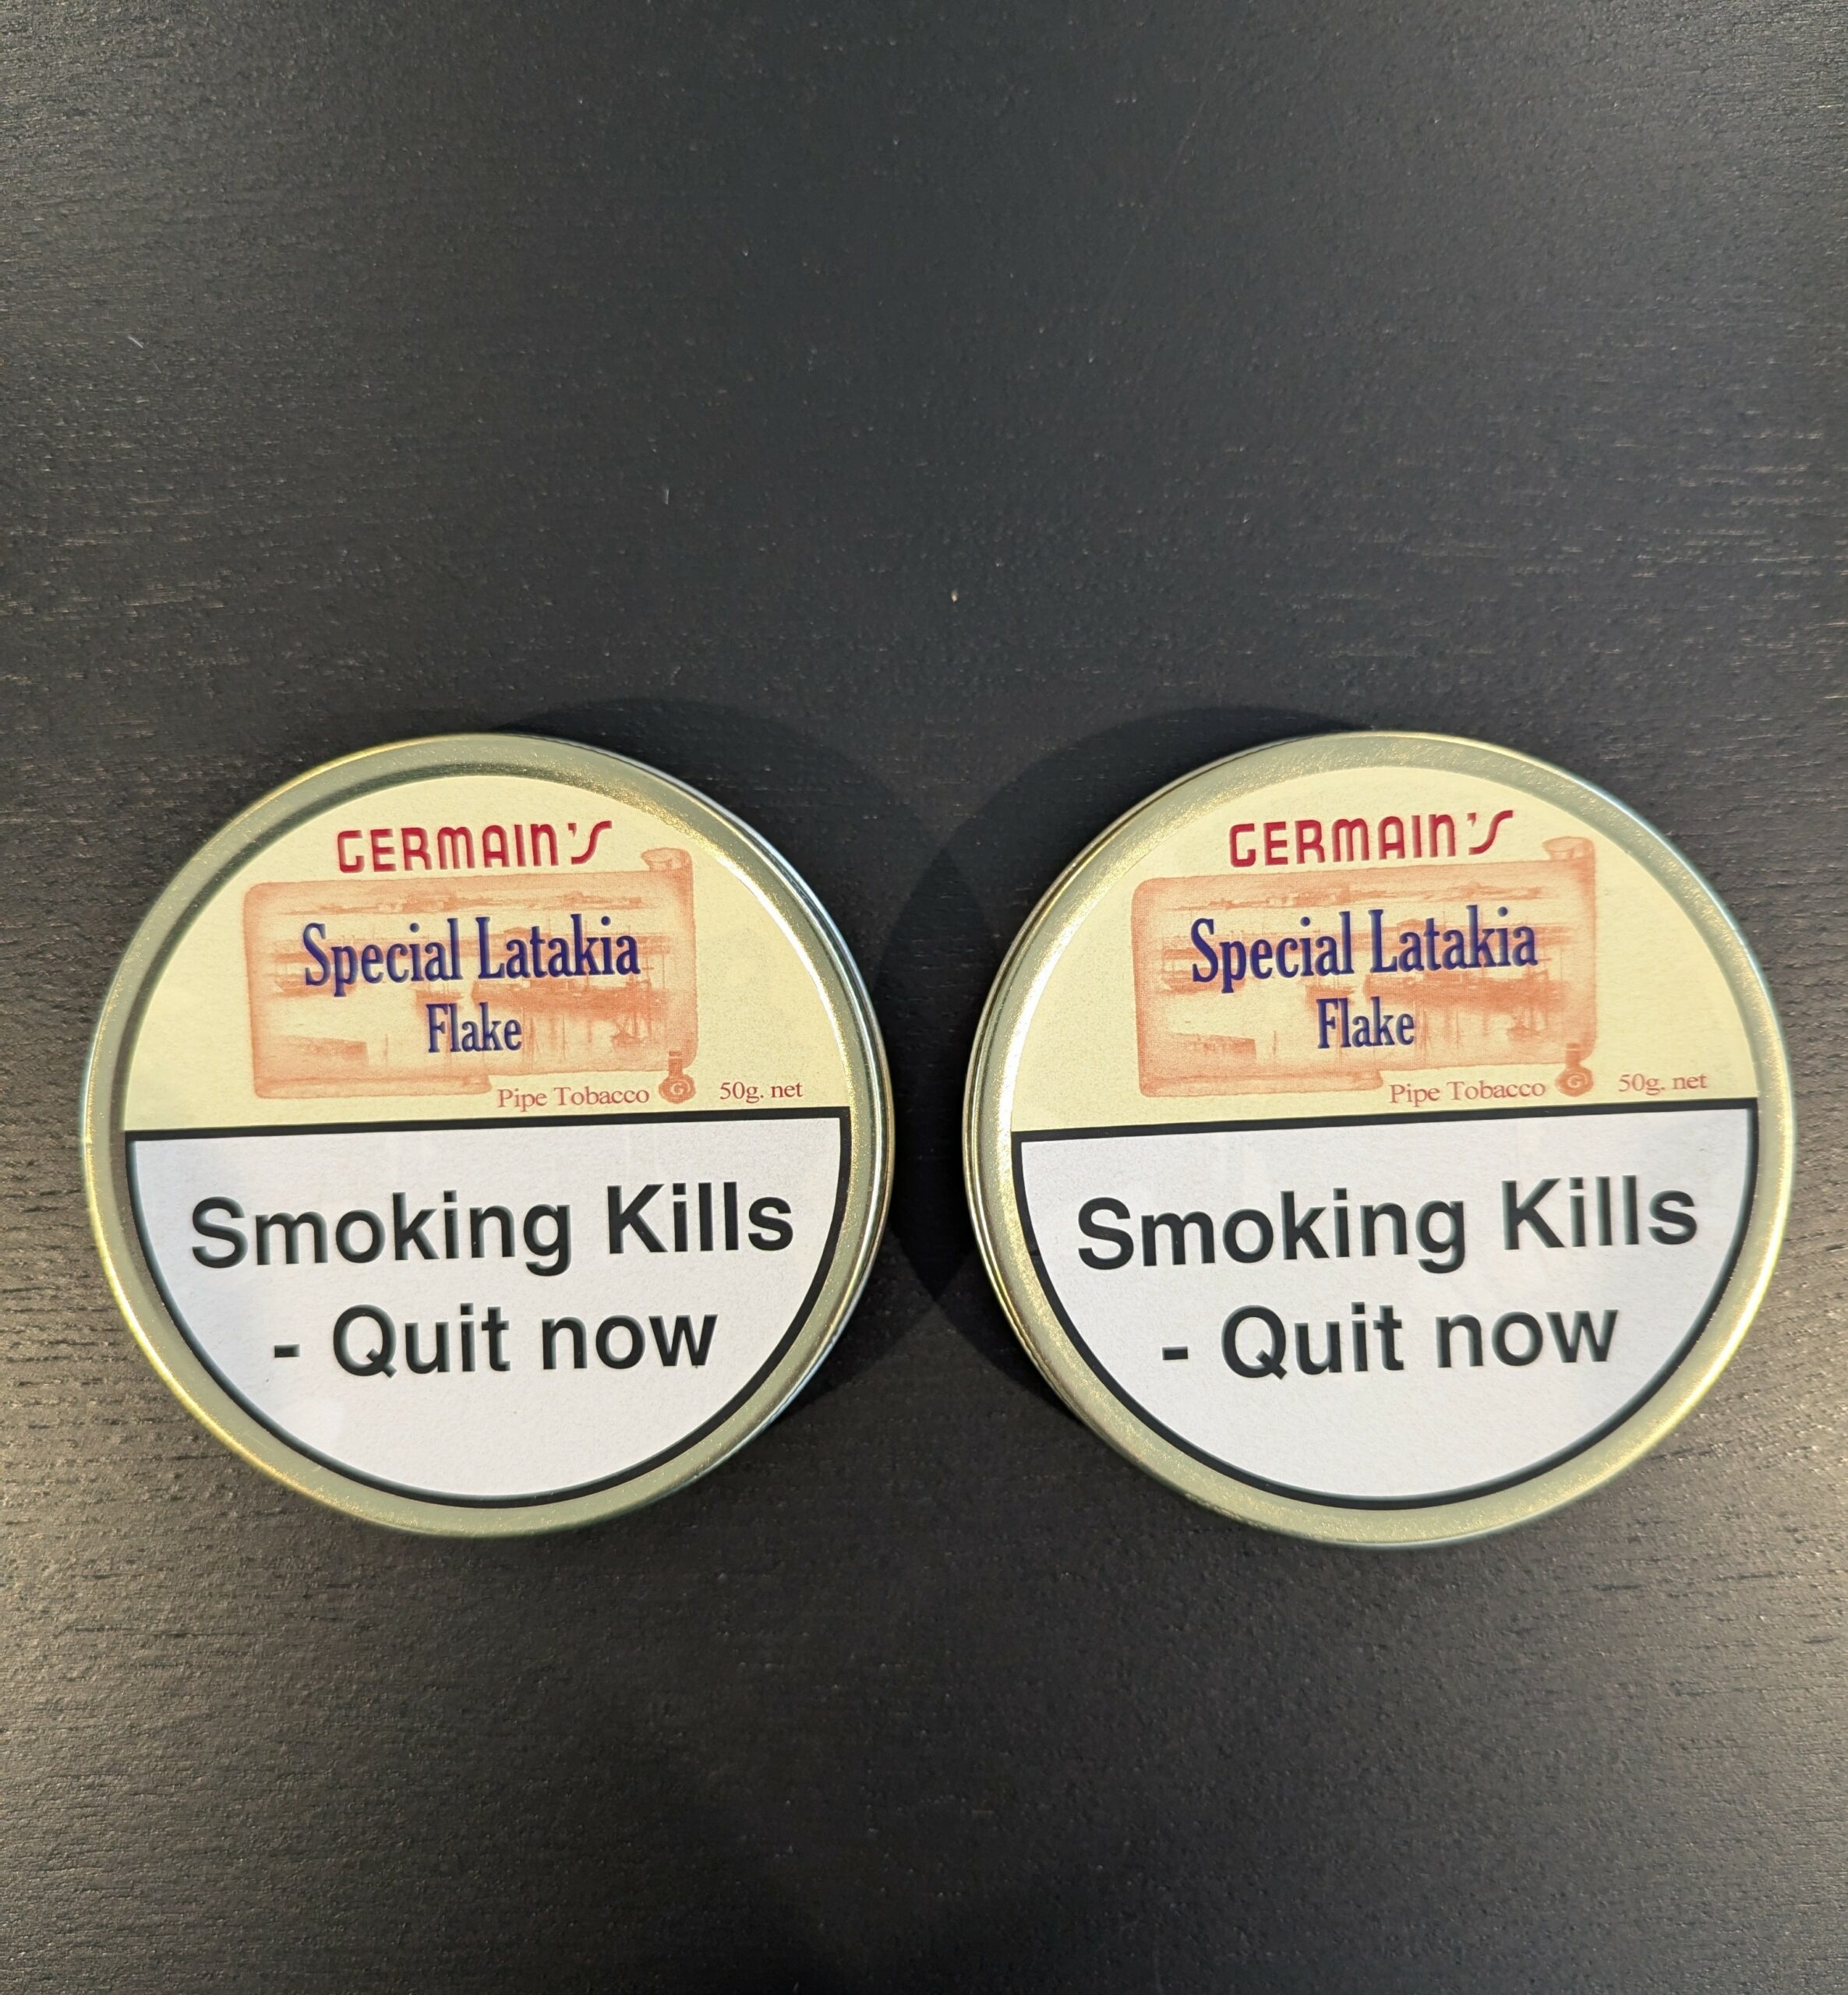 GERMAIN'S
Special Latakia
Flake
Pipe Tobacco G 50g. net
Smoking Kills
- Quit now
GERMAIN'S
Special Latakia
Flake
Pipe Tobacco G 50g. net
Smoking Kills
- Quit now